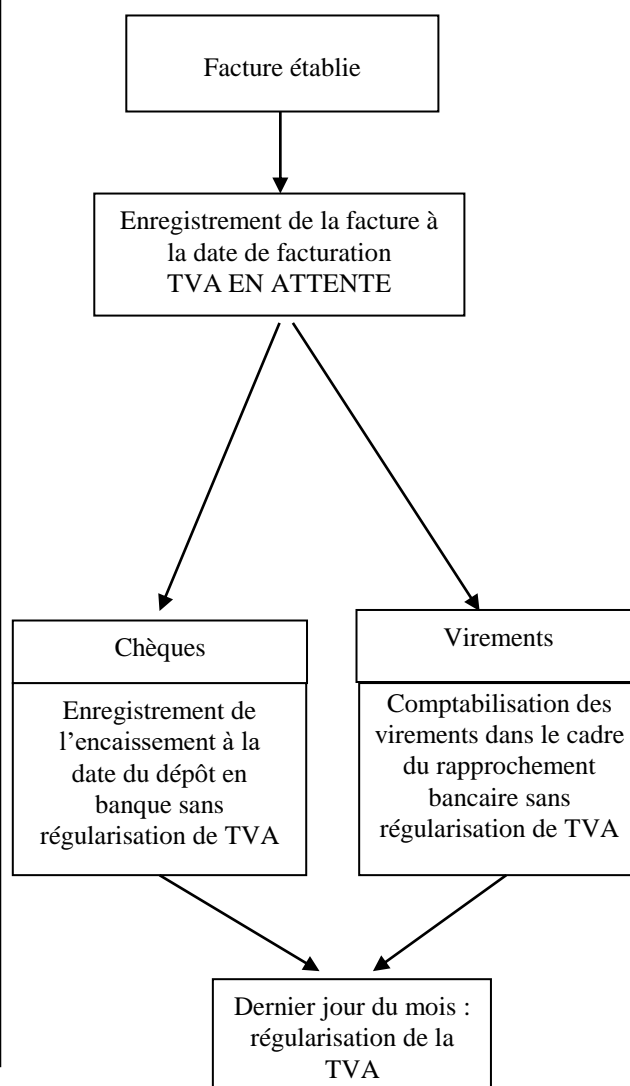 Facture établie
Enregistrement de la facture à
la date de facturation
TVA EN ATTENTE
Chèques
Enregistrement de
l’encaissement à la
date du dépôt en
banque sans
régularisation de TVA
Virements
Comptabilisation des
virements dans le cadre
du rapprochement
bancaire sans
régularisation de TVA
Dernier jour du mois :
régularisation de la
TVA